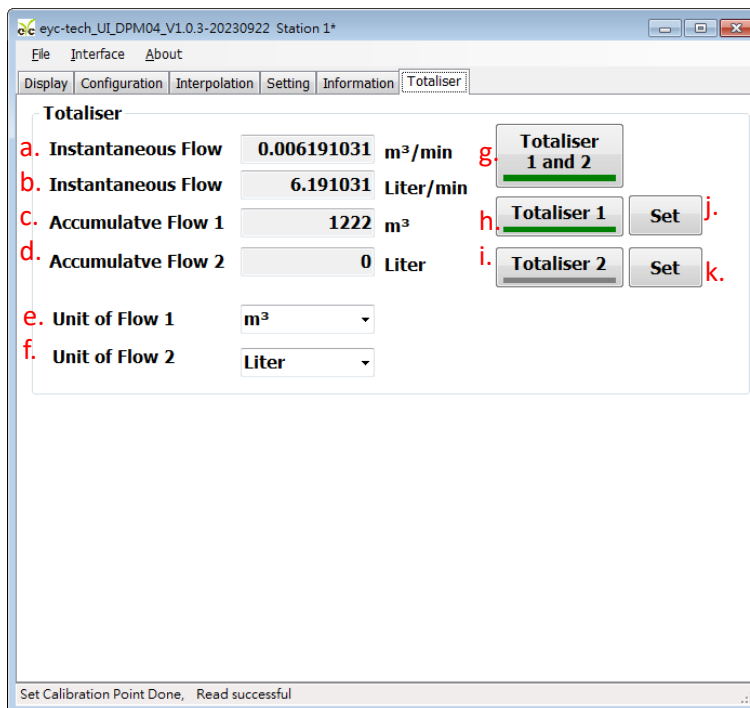 eyc-tech_UI_DPM04_V1.0.3-20230922 Station 1*
File Interface About
Display Configuration Interpolation Setting Information Totaliser
Totaliser
a. Instantaneous Flow 0.006191031 m³/min
b. Instantaneous Flow 6.191031 Liter/min
c. Accumulatve Flow 1 1222 m³
d. Accumulatve Flow 2 0 Liter
e. Unit of Flow 1 m³
f. Unit of Flow 2 Liter
g. Totaliser
1 and 2
h. Totaliser 1 Set j.
i. Totaliser 2 Set k.
Set Calibration Point Done, Read successful